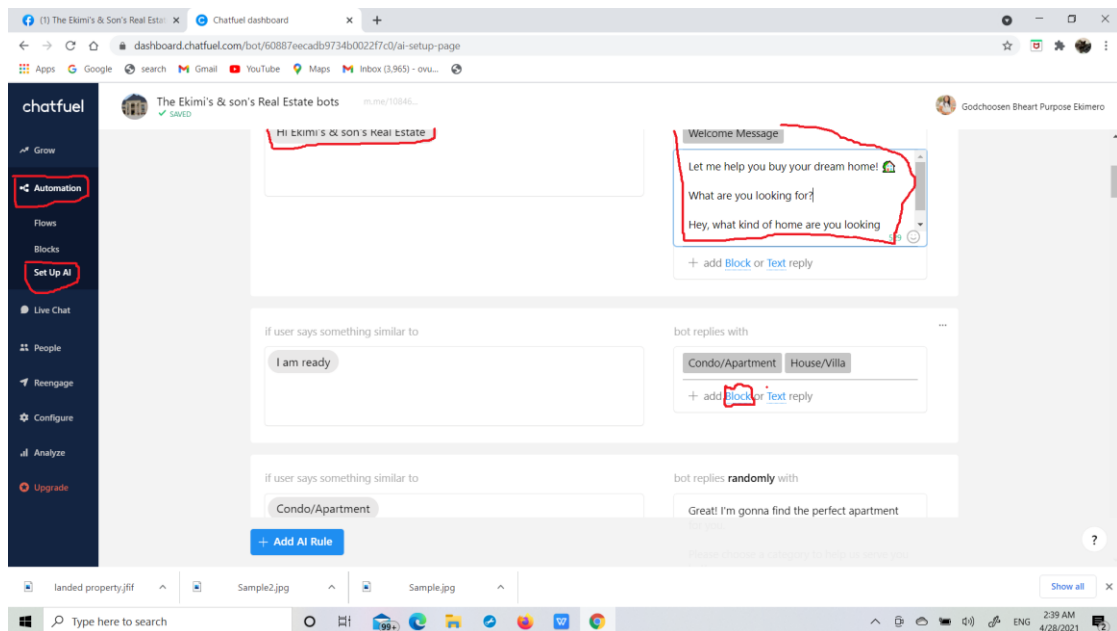 (1) The Ekimi's & Son's Real Estat
Chatfuel dashboard
dashboard.chatfuel.com/bot/60887eecadb9734b0022f7c0/ai-setup-page
Apps Google search Gmail YouTube Maps Inbox (3,965) - ovu...
chatfuel
The Ekimi's & son's Real Estate bots
m.me/10846...
SAVED
Godchoosen Bheart Purpose Ekimero
Grow
Automation
Flows
Blocks
Set Up AI
Live Chat
People
Reengage
Configure
Analyze
Upgrade
Hi Ekimi's & son's Real Estate
Welcome Message
Let me help you buy your dream home!
What are you looking for?
Hey, what kind of home are you looking
+ add Block or Text reply
if user says something similar to
I am ready
bot replies with
...
Condo/Apartment House/Villa
+ add Block or Text reply
if user says something similar to
Condo/Apartment
bot replies randomly with
Great! I'm gonna find the perfect apartment
+ Add AI Rule
?
landed property.jfif
Sample2.jpg
Sample.jpg
Show all
Type here to search
99+
ENG
2:39 AM
4/28/2021
2